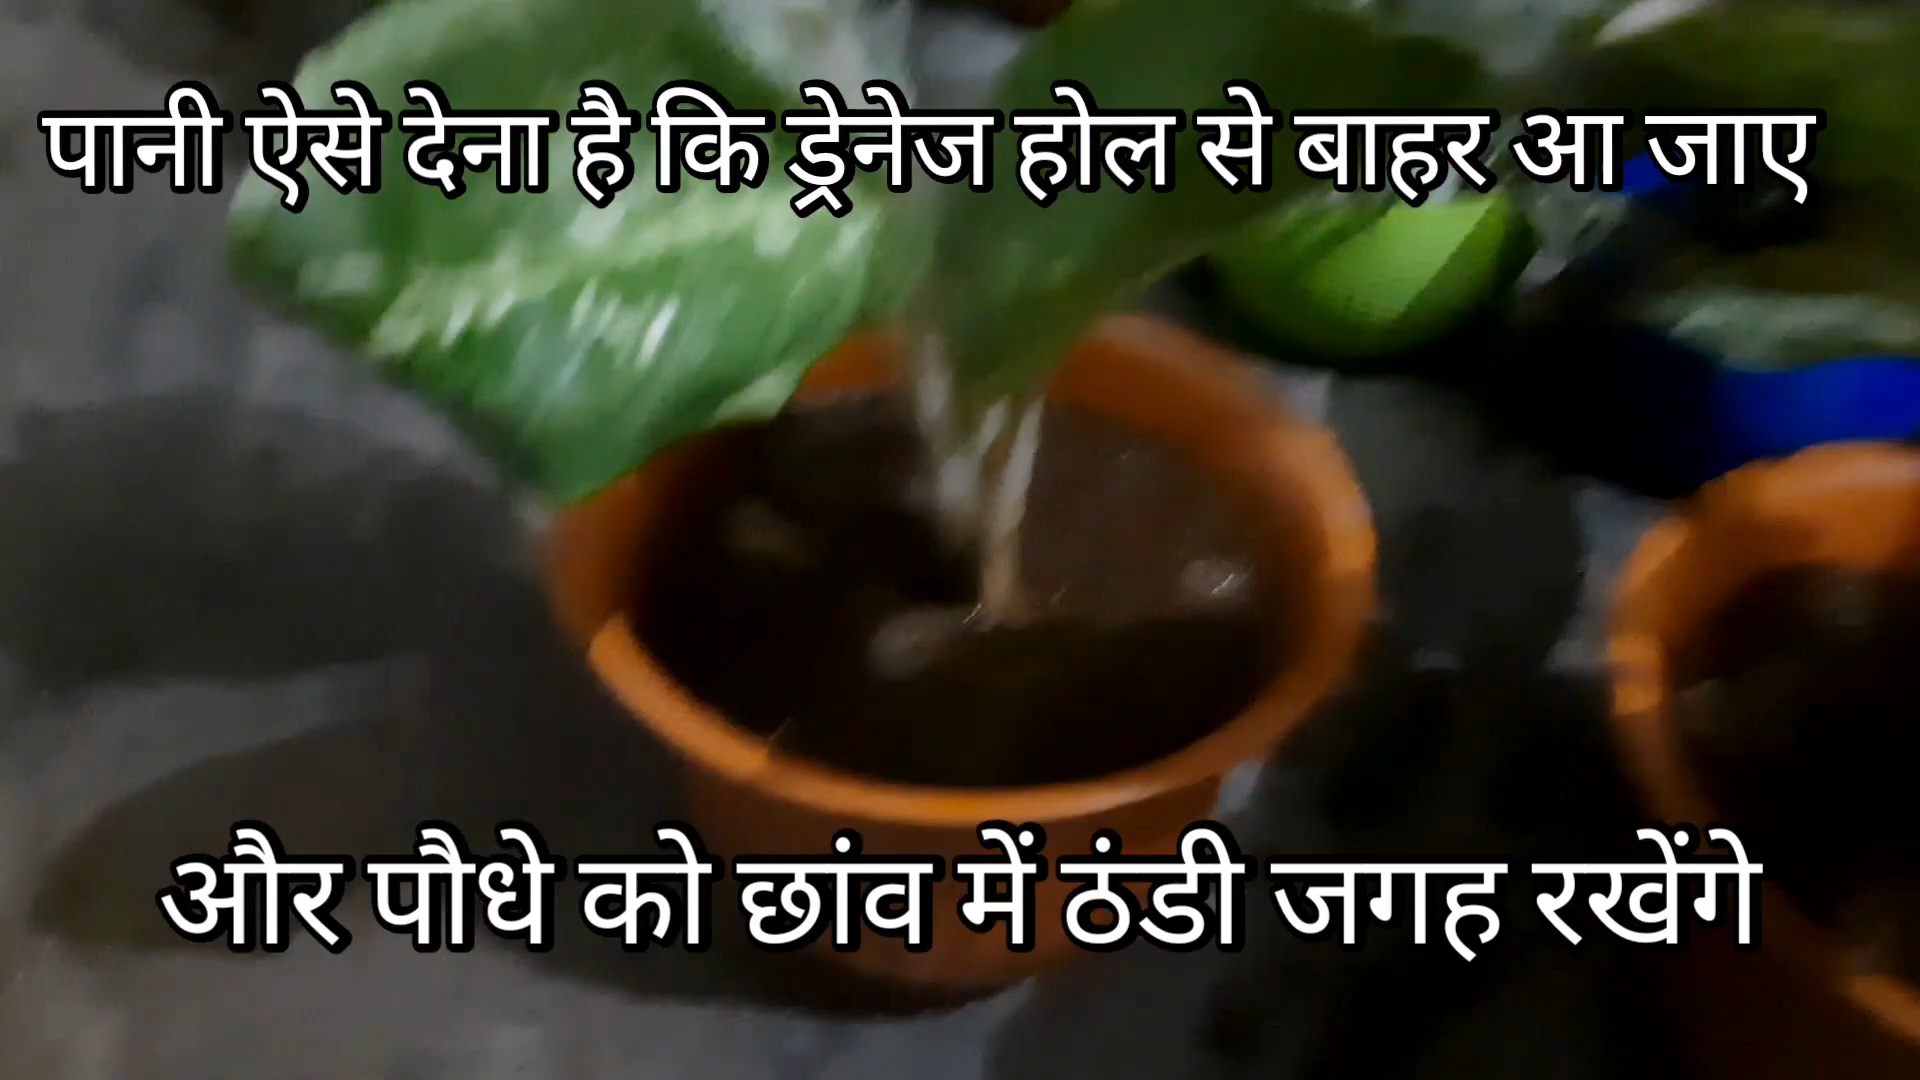 पानी ऐसे देना है कि ड्रेनेज होल से बाहर आ जाए
और पौधे को छांव में ठंडी जगह रखेंगे